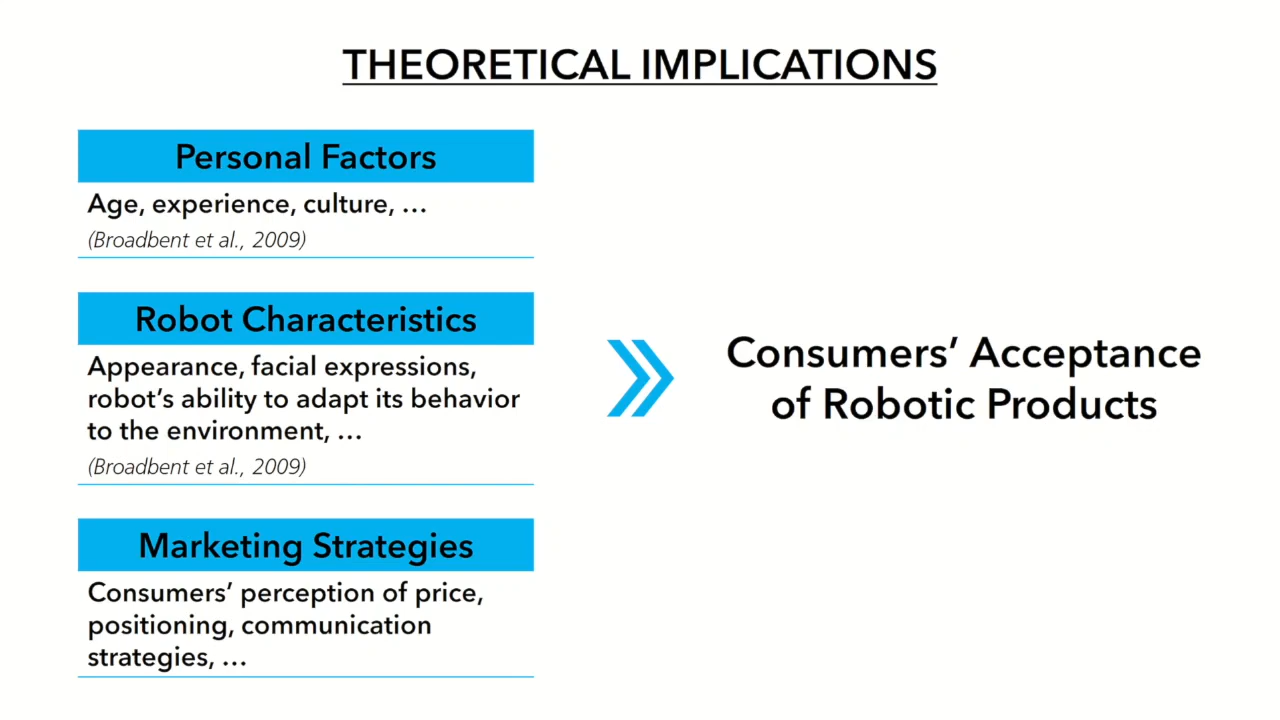 THEORETICAL IMPLICATIONS
Personal Factors
Age, experience, culture, …
(Broadbent et al., 2009)
Robot Characteristics
Appearance, facial expressions,
robot’s ability to adapt its behavior
to the environment, …
(Broadbent et al., 2009)
Marketing Strategies
Consumers’ perception of price,
positioning, communication
strategies, …
Consumers’ Acceptance
of Robotic Products